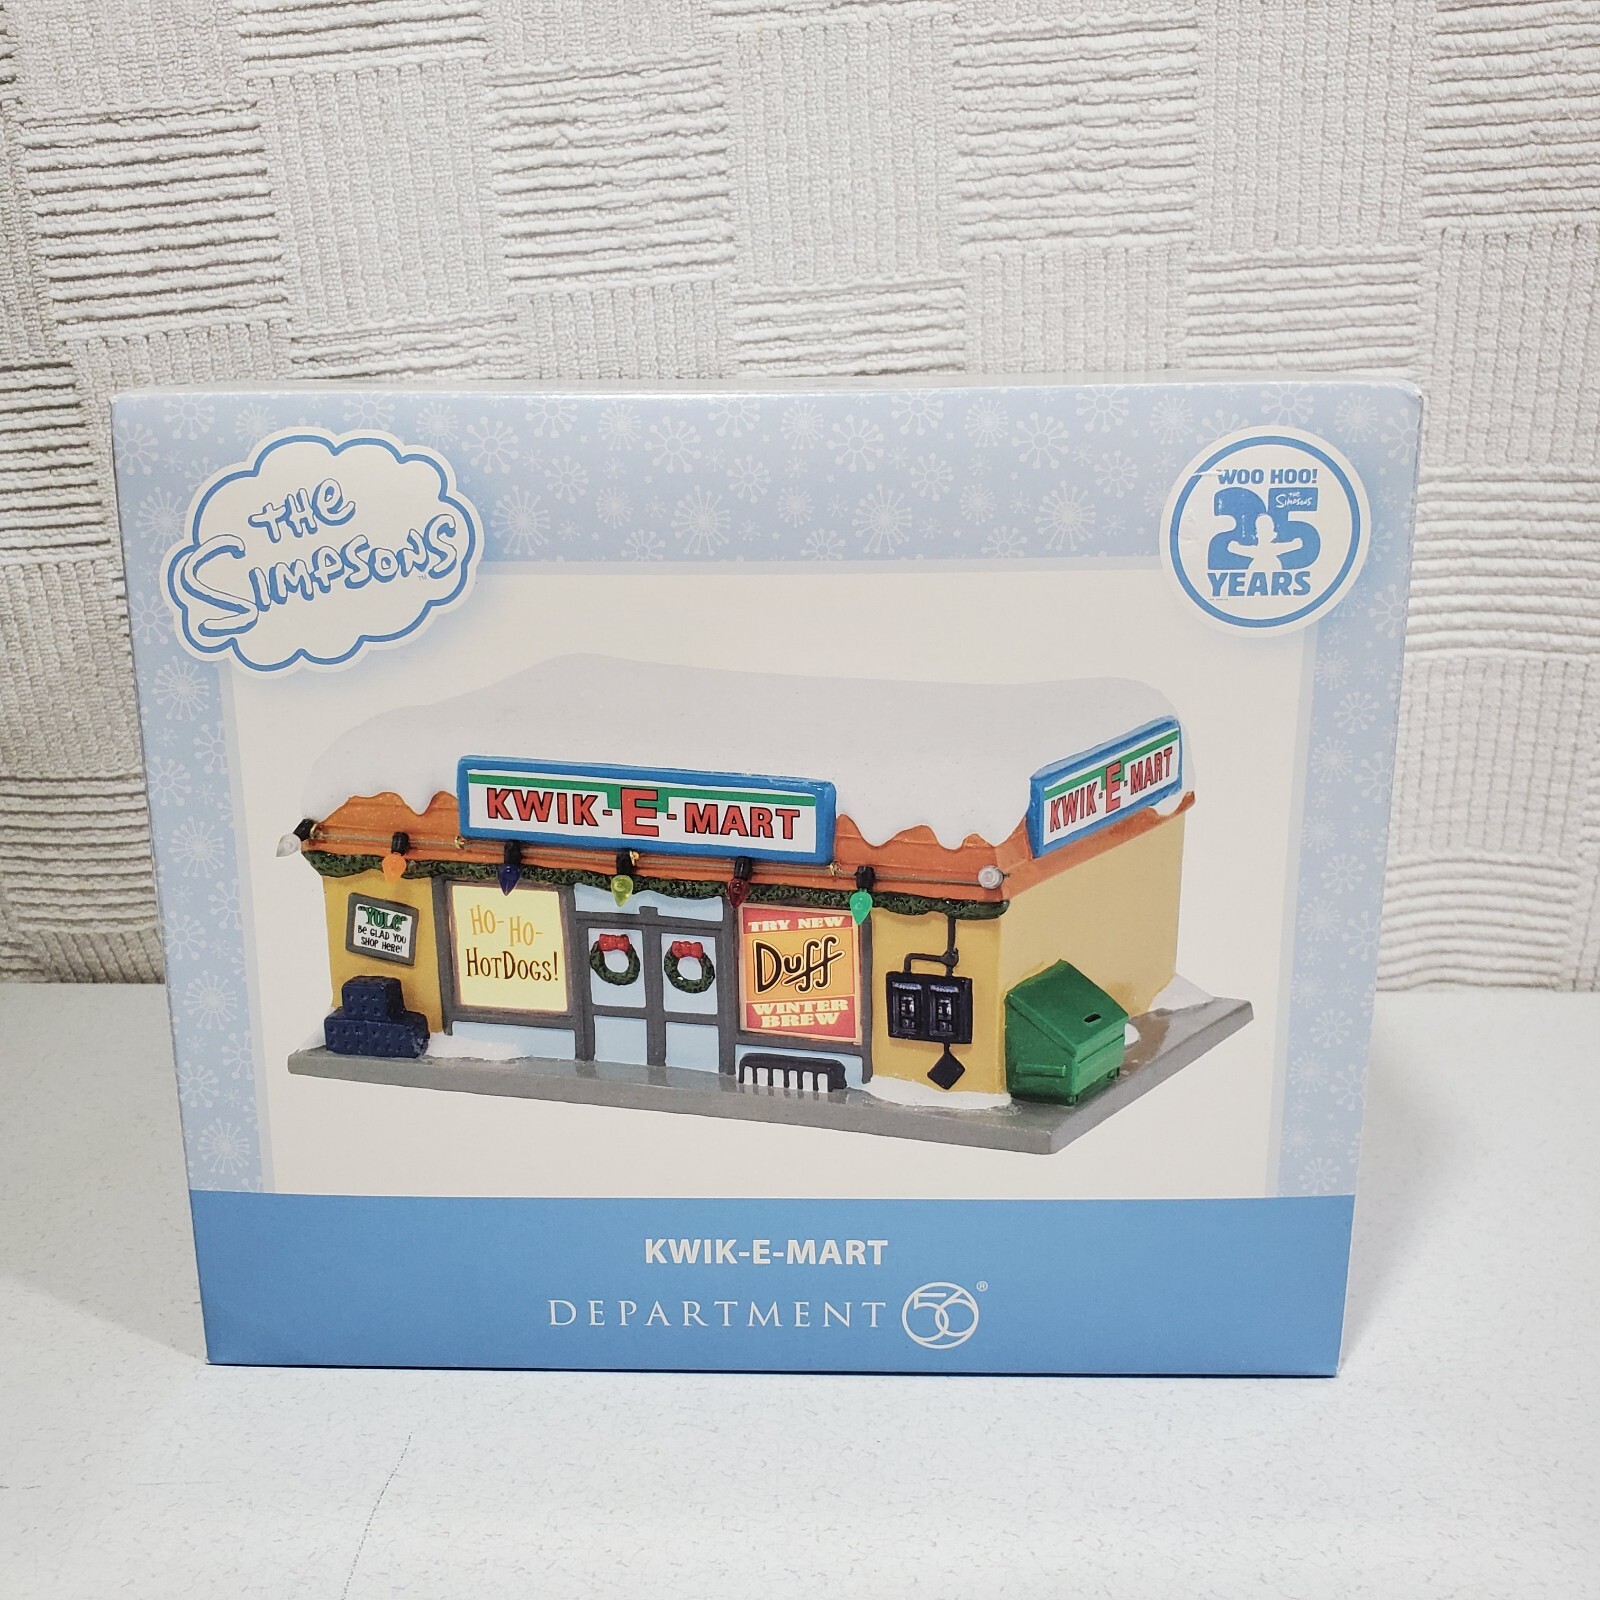 THE
SIMPSONS™
WOO HOO!
25
THE
Simpsons
YEARS
KWIK-E-MART
KWIK-E-MART
"YULE"
BE GLAD YOU
SHOP HERE!
HO-HO-
HOTDOGS!
TRY NEW
Duff
WINTER
BREW
KWIK-E-MART
DEPARTMENT 56®